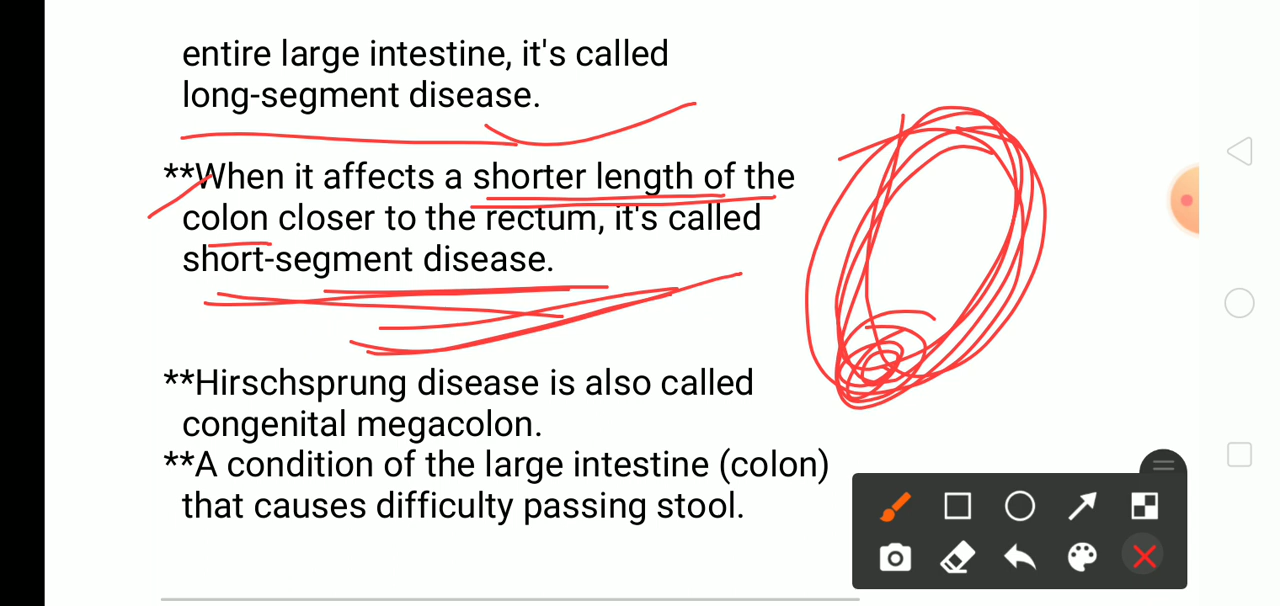 entire large intestine, it's called
long-segment disease.
**When it affects a shorter length of the
colon closer to the rectum, it's called
short-segment disease.
**Hirschsprung disease is also called
congenital megacolon.
**A condition of the large intestine (colon)
that causes difficulty passing stool.